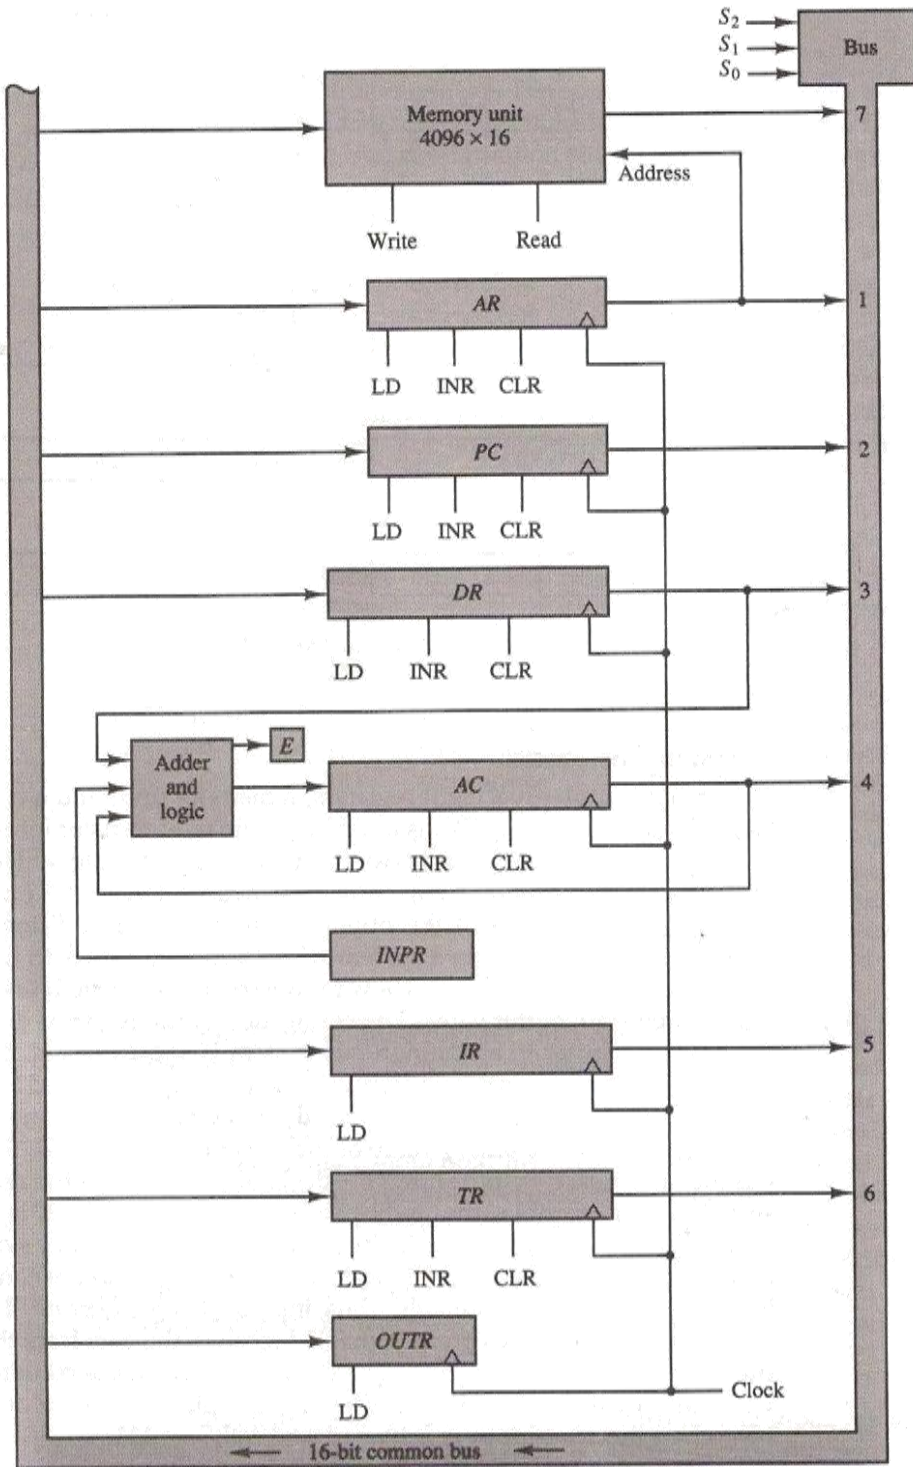 S2
S1
S0
Bus
Memory unit
4096 × 16
7
Address
Write
Read
AR
1
LD
INR
CLR
PC
2
LD
INR
CLR
DR
3
LD
INR
CLR
E
Adder
and
logic
AC
4
LD
INR
CLR
INPR
IR
5
LD
TR
6
LD
INR
CLR
OUTR
Clock
LD
16-bit common bus